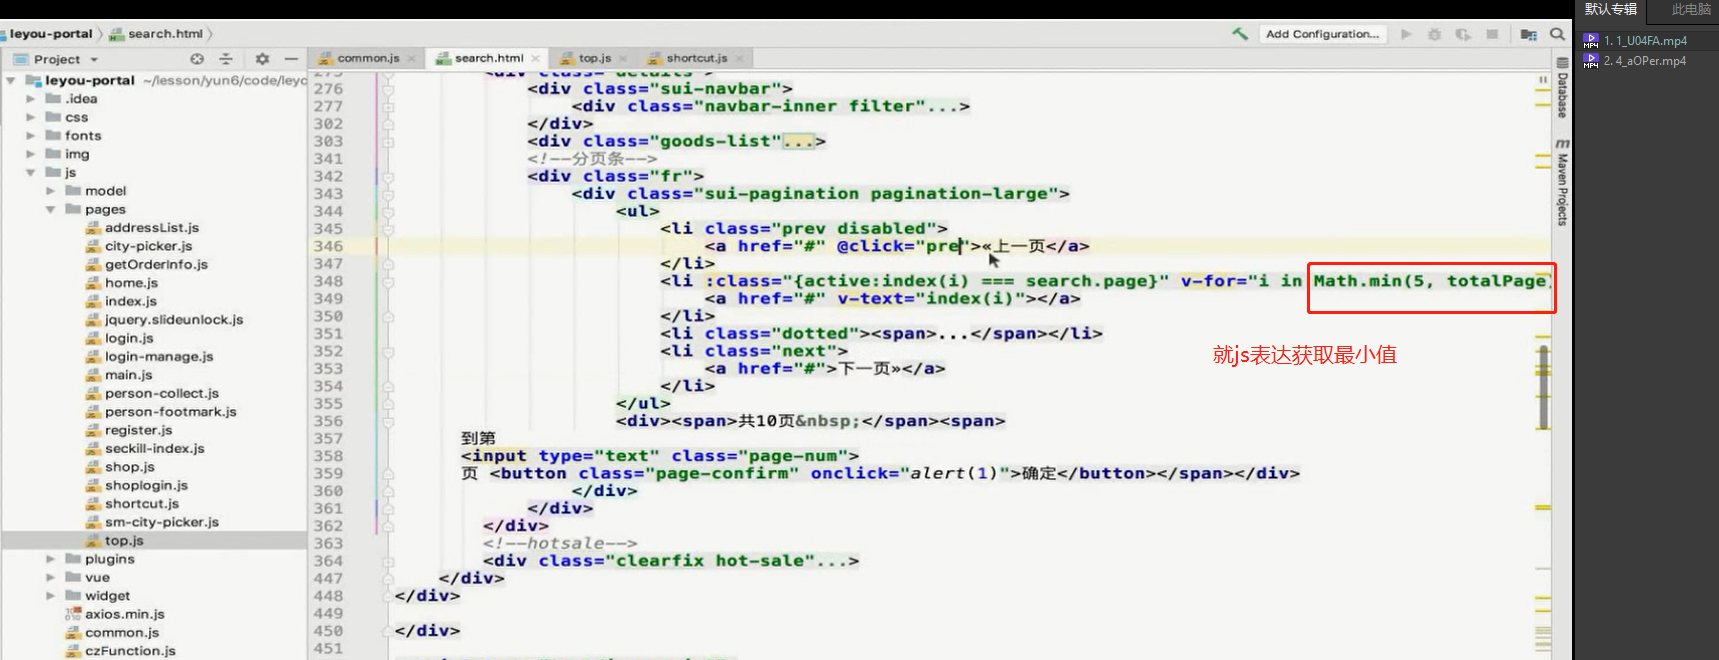 默认专辑
此电脑
leyou-portal
search.html
Add Configuration...
1. 1_U04FA.mp4
2. 4_aOPer.mp4
Project
common.js
search.html
top.js
shortcut.js
leyou-portal ~/lesson/yun6/code/leyo
.idea
css
fonts
img
js
model
pages
addressList.js
city-picker.js
getOrderInfo.js
home.js
index.js
jquery.slideunlock.js
login.js
login-manage.js
main.js
person-collect.js
person-footmark.js
register.js
seckill-index.js
shop.js
shoplogin.js
shortcut.js
sm-city-picker.js
top.js
plugins
vue
widget
axios.min.js
common.js
czFunction.js
275 <div class="details">
276 <div class="sui-navbar">
277 <div class="navbar-inner filter"...>
302 </div>
303 <div class="goods-list"...>
341 <!--分页条-->
342 <div class="fr">
343 <div class="sui-pagination pagination-large">
344 <ul>
345 <li class="prev disabled">
346 <a href="#" @click="pre">«上一页</a>
347 </li>
348 <li :class="{active:index(i) === search.page}" v-for="i in Math.min(5, totalPage)
349 <a href="#" v-text="index(i)"></a>
350 </li>
351 <li class="dotted"><span>...</span></li>
352 <li class="next">
353 <a href="#">下一页»</a>
354 </li>
355 </ul>
356 <div><span>共10页&nbsp;</span><span>
357 到第
358 <input type="text" class="page-num">
359 页 <button class="page-confirm" onclick="alert(1)">确定</button></span></div>
360 </div>
361 </div>
362 </div>
363 <!--hotsale-->
364 <div class="clearfix hot-sale"...>
447 </div>
448 </div>
449
450 </div>
451
就js表达获取最小值
Database
Maven Projects